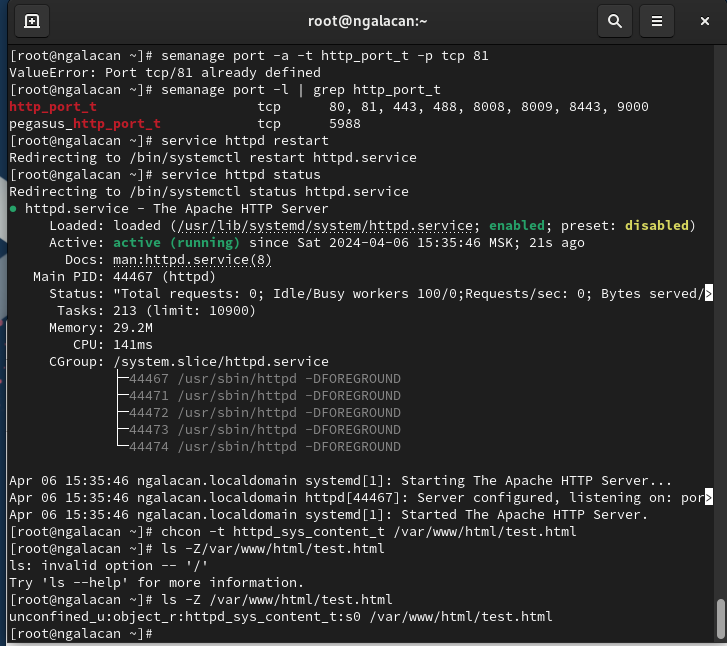 root@ngalacan:~
[root@ngalacan ~]# semanage port -a -t http_port_t -p tcp 81
ValueError: Port tcp/81 already defined
[root@ngalacan ~]# semanage port -l | grep http_port_t
http_port_t                    tcp      80, 81, 443, 488, 8008, 8009, 8443, 9000
pegasus_http_port_t            tcp      5988
[root@ngalacan ~]# service httpd restart
Redirecting to /bin/systemctl restart httpd.service
[root@ngalacan ~]# service httpd status
Redirecting to /bin/systemctl status httpd.service
● httpd.service - The Apache HTTP Server
     Loaded: loaded (/usr/lib/systemd/system/httpd.service; enabled; preset: disabled)
     Active: active (running) since Sat 2024-04-06 15:35:46 MSK; 21s ago
       Docs: man:httpd.service(8)
   Main PID: 44467 (httpd)
     Status: "Total requests: 0; Idle/Busy workers 100/0;Requests/sec: 0; Bytes served/>
      Tasks: 213 (limit: 10900)
     Memory: 29.2M
        CPU: 141ms
     CGroup: /system.slice/httpd.service
             ├─44467 /usr/sbin/httpd -DFOREGROUND
             ├─44471 /usr/sbin/httpd -DFOREGROUND
             ├─44472 /usr/sbin/httpd -DFOREGROUND
             ├─44473 /usr/sbin/httpd -DFOREGROUND
             └─44474 /usr/sbin/httpd -DFOREGROUND
Apr 06 15:35:46 ngalacan.localdomain systemd[1]: Starting The Apache HTTP Server...
Apr 06 15:35:46 ngalacan.localdomain httpd[44467]: Server configured, listening on: por>
Apr 06 15:35:46 ngalacan.localdomain systemd[1]: Started The Apache HTTP Server.
[root@ngalacan ~]# chcon -t httpd_sys_content_t /var/www/html/test.html
[root@ngalacan ~]# ls -Z/var/www/html/test.html
ls: invalid option -- '/'
Try 'ls --help' for more information.
[root@ngalacan ~]# ls -Z /var/www/html/test.html
unconfined_u:object_r:httpd_sys_content_t:s0 /var/www/html/test.html
[root@ngalacan ~]#